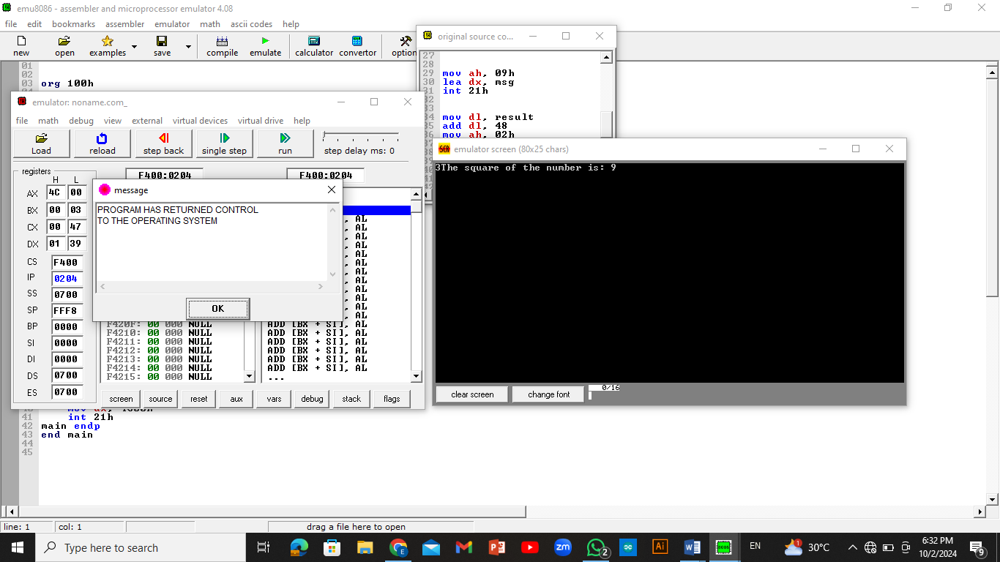 emu8086 - assembler and microprocessor emulator 4.08
file edit bookmarks assembler emulator math ascii codes help
new open examples save compile emulate calculator convertor option
01
02
03 org 100h
original source co...
27
28
29 mov ah, 09h
30 lea dx, msg
31 int 21h
32
33
34 mov dl, result
35 add dl, 48
36 mov ah, 02h
emulator: noname.com_
file math debug view external virtual devices virtual drive help
Load reload step back single step run step delay ms: 0
registers
H L
F400:0204 F400:0204
AX 4C 00
BX 00 03
CX 00 47
DX 01 39
CS F400
IP 0204
SS 0700
SP FFF8
BP 0000
SI 0000
DI 0000
DS 0700
ES 0700
message
PROGRAM HAS RETURNED CONTROL
TO THE OPERATING SYSTEM
OK
, AL
, AL
, AL
, AL
, AL
, AL
, AL
, AL
, AL
, AL
, AL
, AL
F420F: 00 000 NULL ADD [BX + SI], AL
F4210: 00 000 NULL ADD [BX + SI], AL
F4211: 00 000 NULL ADD [BX + SI], AL
F4212: 00 000 NULL ADD [BX + SI], AL
F4213: 00 000 NULL ADD [BX + SI], AL
F4214: 00 000 NULL ADD [BX + SI], AL
F4215: 00 000 NULL ...
screen source reset aux vars debug stack flags
emulator screen (80x25 chars)
3The square of the number is: 9
clear screen change font 0/16
41 int 21h
42 main endp
43 end main
44
45
line: 1 col: 1 drag a file here to open
Type here to search
EN
30°C
6:32 PM
10/2/2024